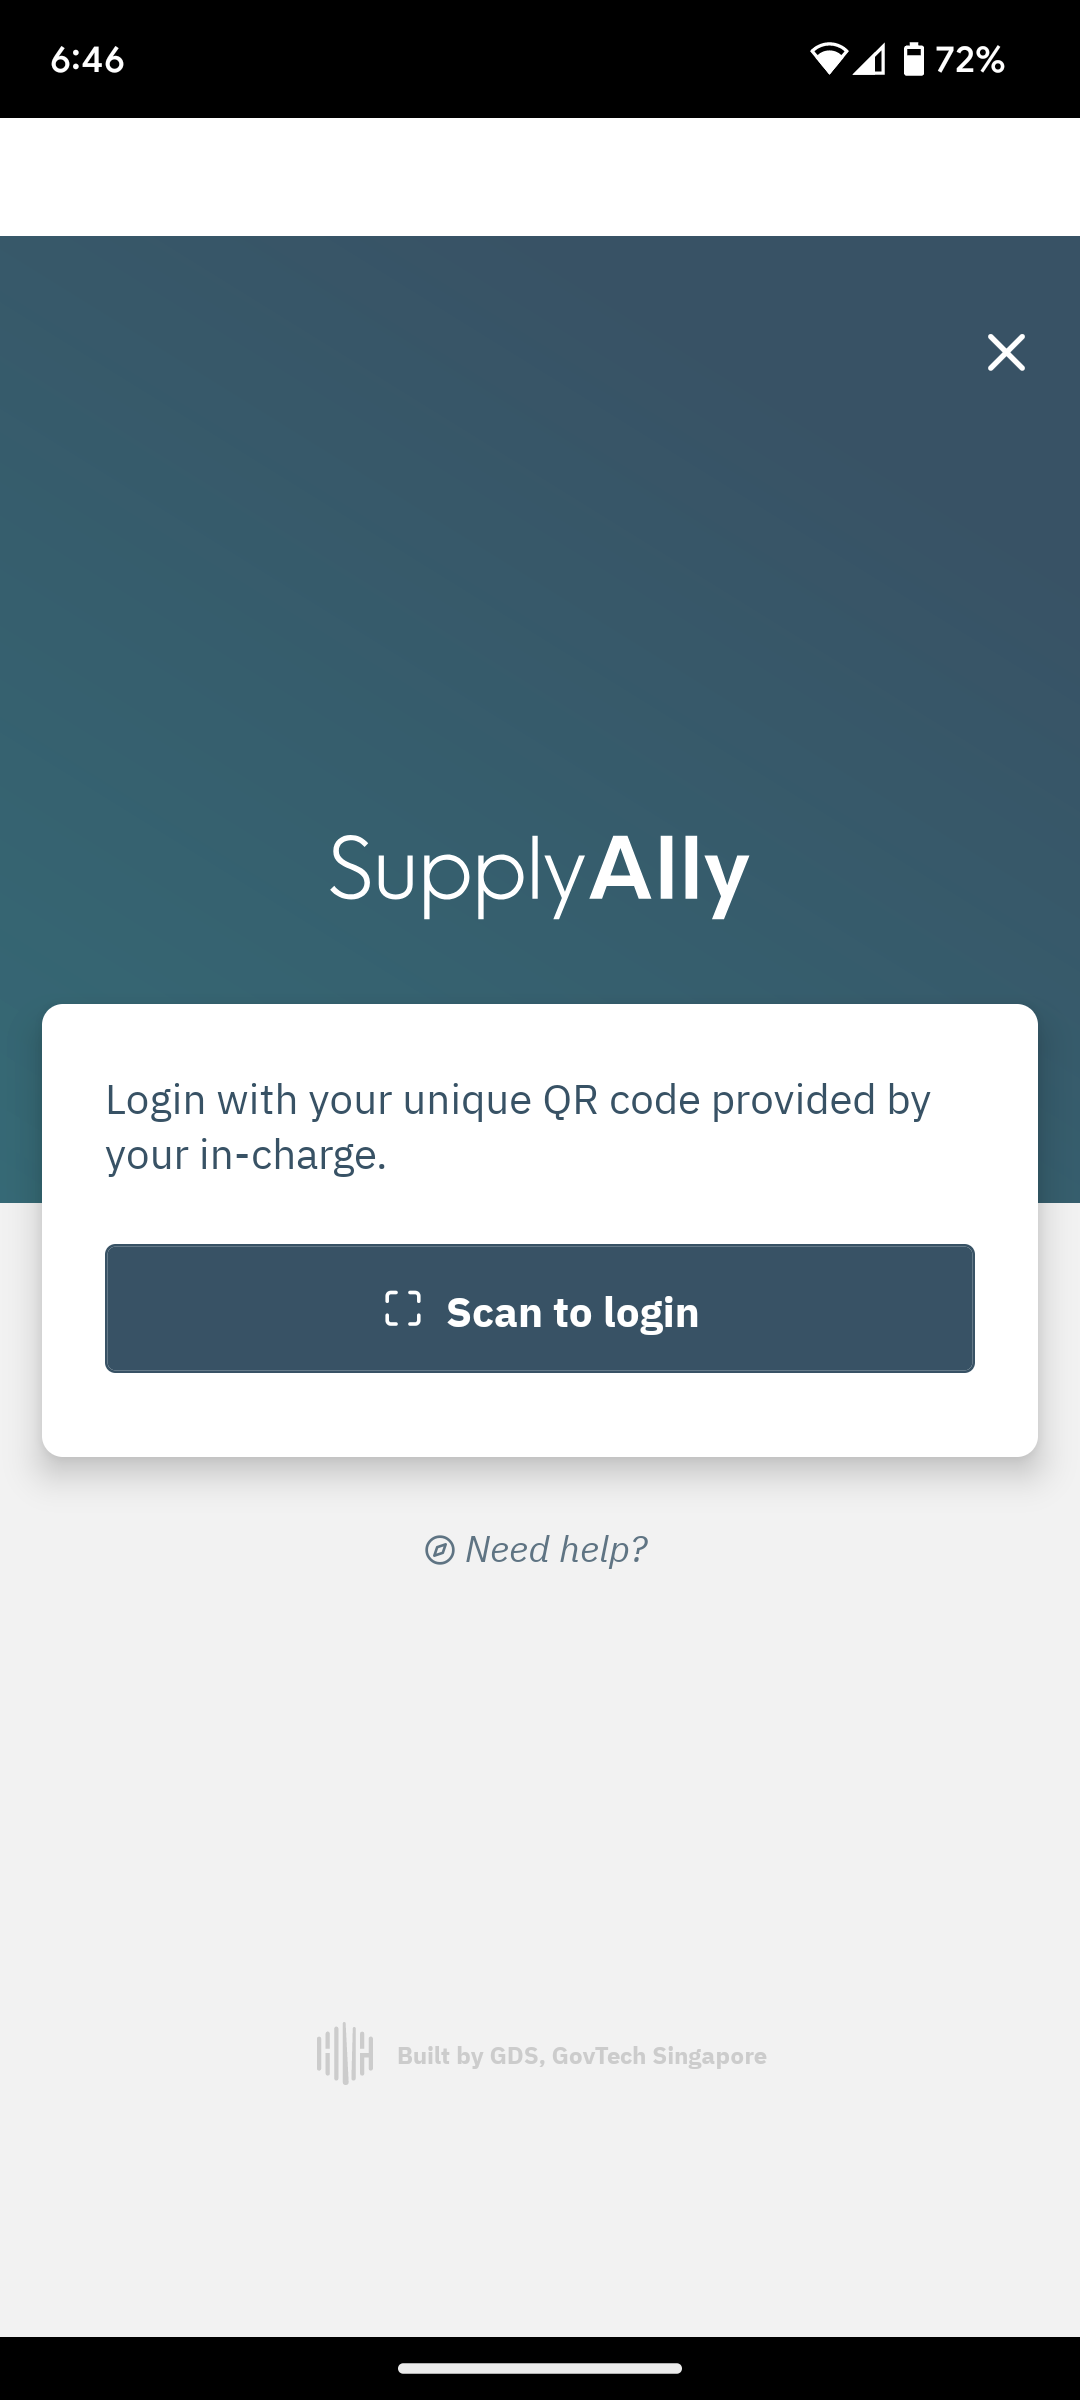 6:46
72%
SupplyAlly
Login with your unique QR code provided by
your in-charge.
Scan to login
Need help?
Built by GDS, GovTech Singapore